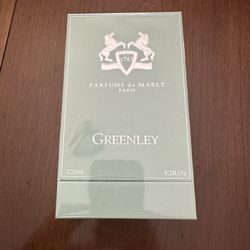 1743
PARFUMS de MARLY
PARIS
GREENLEY
125ml 4.2fl.Oz